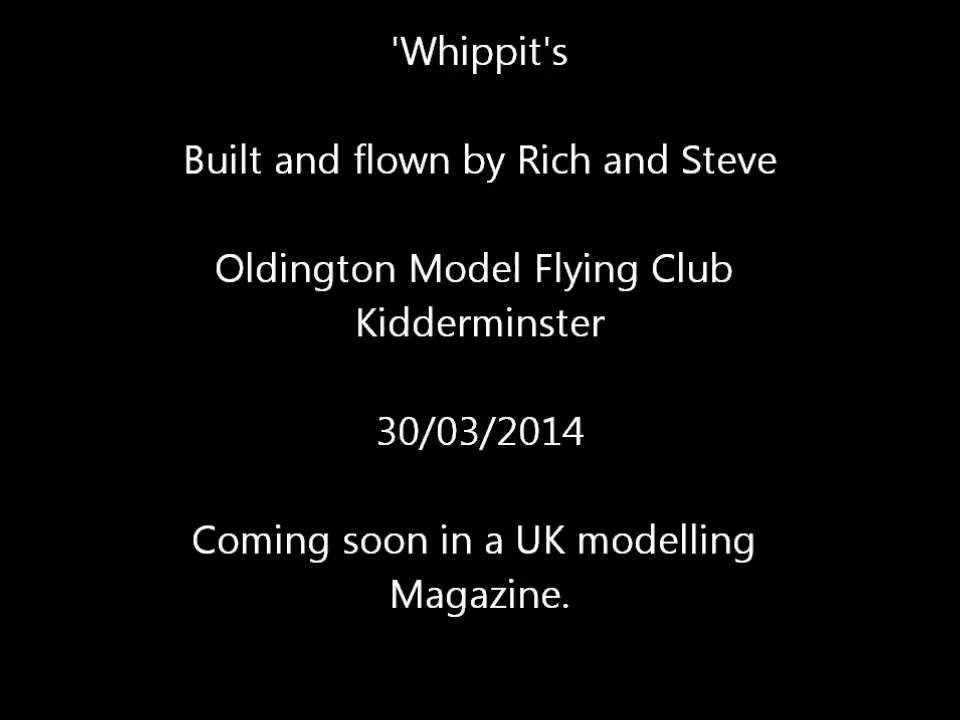 'Whippit's
Built and flown by Rich and Steve
Oldington Model Flying Club
Kidderminster
30/03/2014
Coming soon in a UK modelling
Magazine.